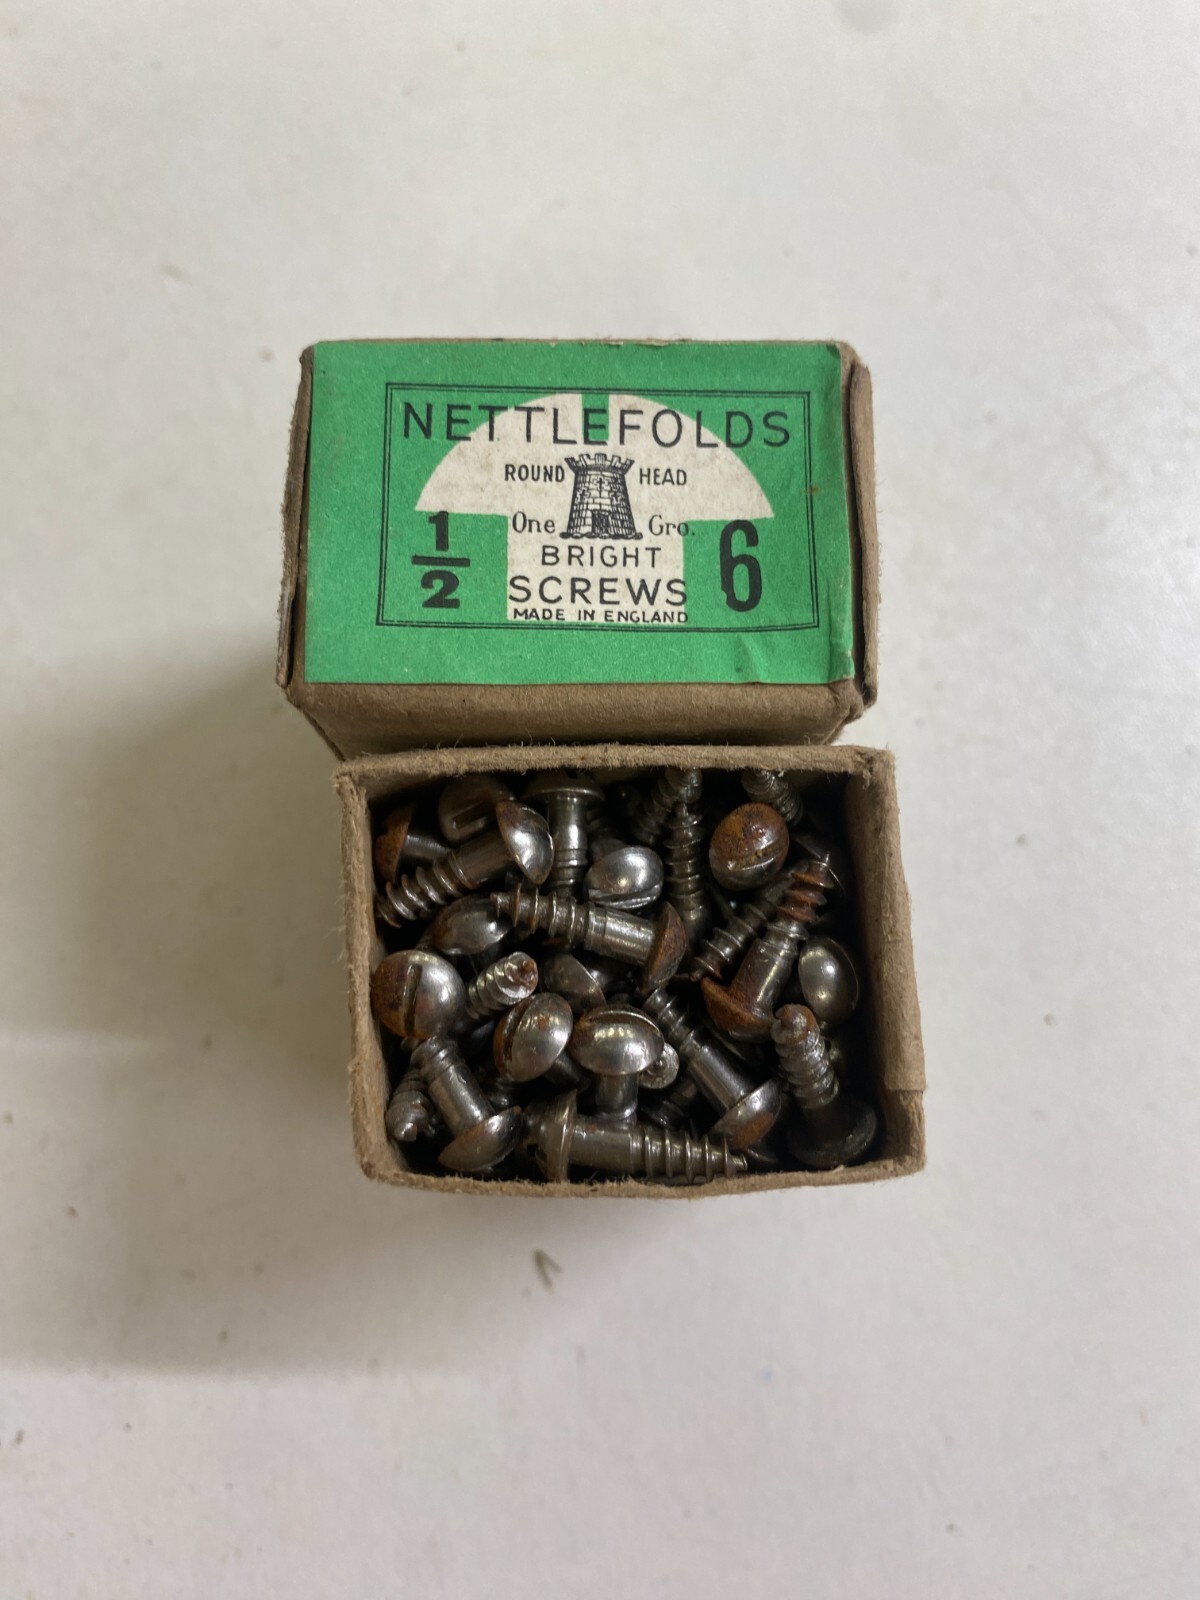 NETTLEFOLDS
ROUND HEAD
One Gro.
1/2 6
BRIGHT
SCREWS
MADE IN ENGLAND